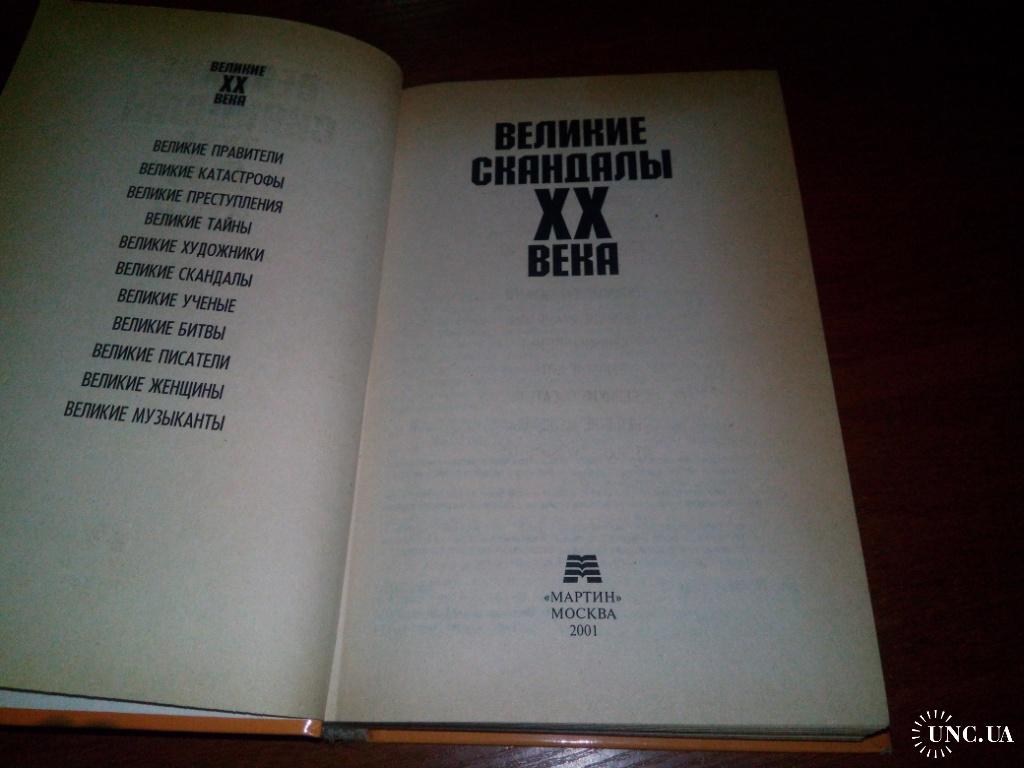 ВЕЛИКИЕ
XX
ВЕКА
ВЕЛИКИЕ ПРАВИТЕЛИ
ВЕЛИКИЕ КАТАСТРОФЫ
ВЕЛИКИЕ ПРЕСТУПЛЕНИЯ
ВЕЛИКИЕ ТАЙНЫ
ВЕЛИКИЕ ХУДОЖНИКИ
ВЕЛИКИЕ СКАНДАЛЫ
ВЕЛИКИЕ УЧЕНЫЕ
ВЕЛИКИЕ БИТВЫ
ВЕЛИКИЕ ПИСАТЕЛИ
ВЕЛИКИЕ ЖЕНЩИНЫ
ВЕЛИКИЕ МУЗЫКАНТЫ
ВЕЛИКИЕ
СКАНДАЛЫ
XX
ВЕКА
«МАРТИН»
МОСКВА
2001
UNC.UA